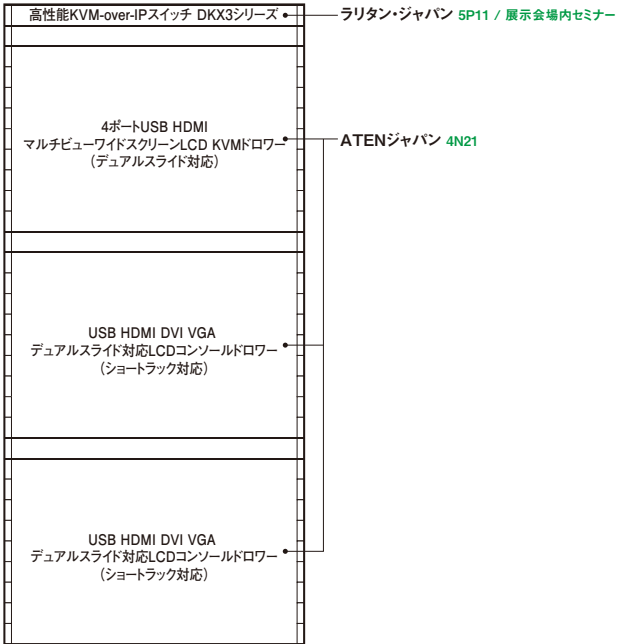 高性能KVM-over-IPスイッチ DKX3シリーズ
ラリタン・ジャパン 5P11 / 展示会場内セミナー
4ポートUSB HDMI
マルチビューワイドスクリーンLCD KVMドロワー
(デュアルスライド対応)
ATENジャパン 4N21
USB HDMI DVI VGA
デュアルスライド対応LCDコンソールドロワー
(ショートラック対応)
USB HDMI DVI VGA
デュアルスライド対応LCDコンソールドロワー
(ショートラック対応)